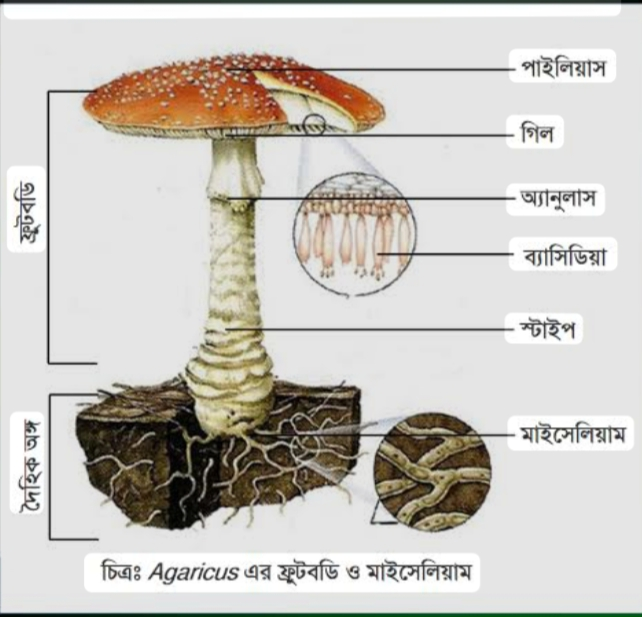 পাইলিয়াস
গিল
অ্যানুলাস
ব্যাসিডিয়া
স্টাইপ
মাইসেলিয়াম
ফ্রুটবডি
দৈহিক অঙ্গ
চিত্রঃ Agaricus এর ফ্রুটবডি ও মাইসেলিয়াম